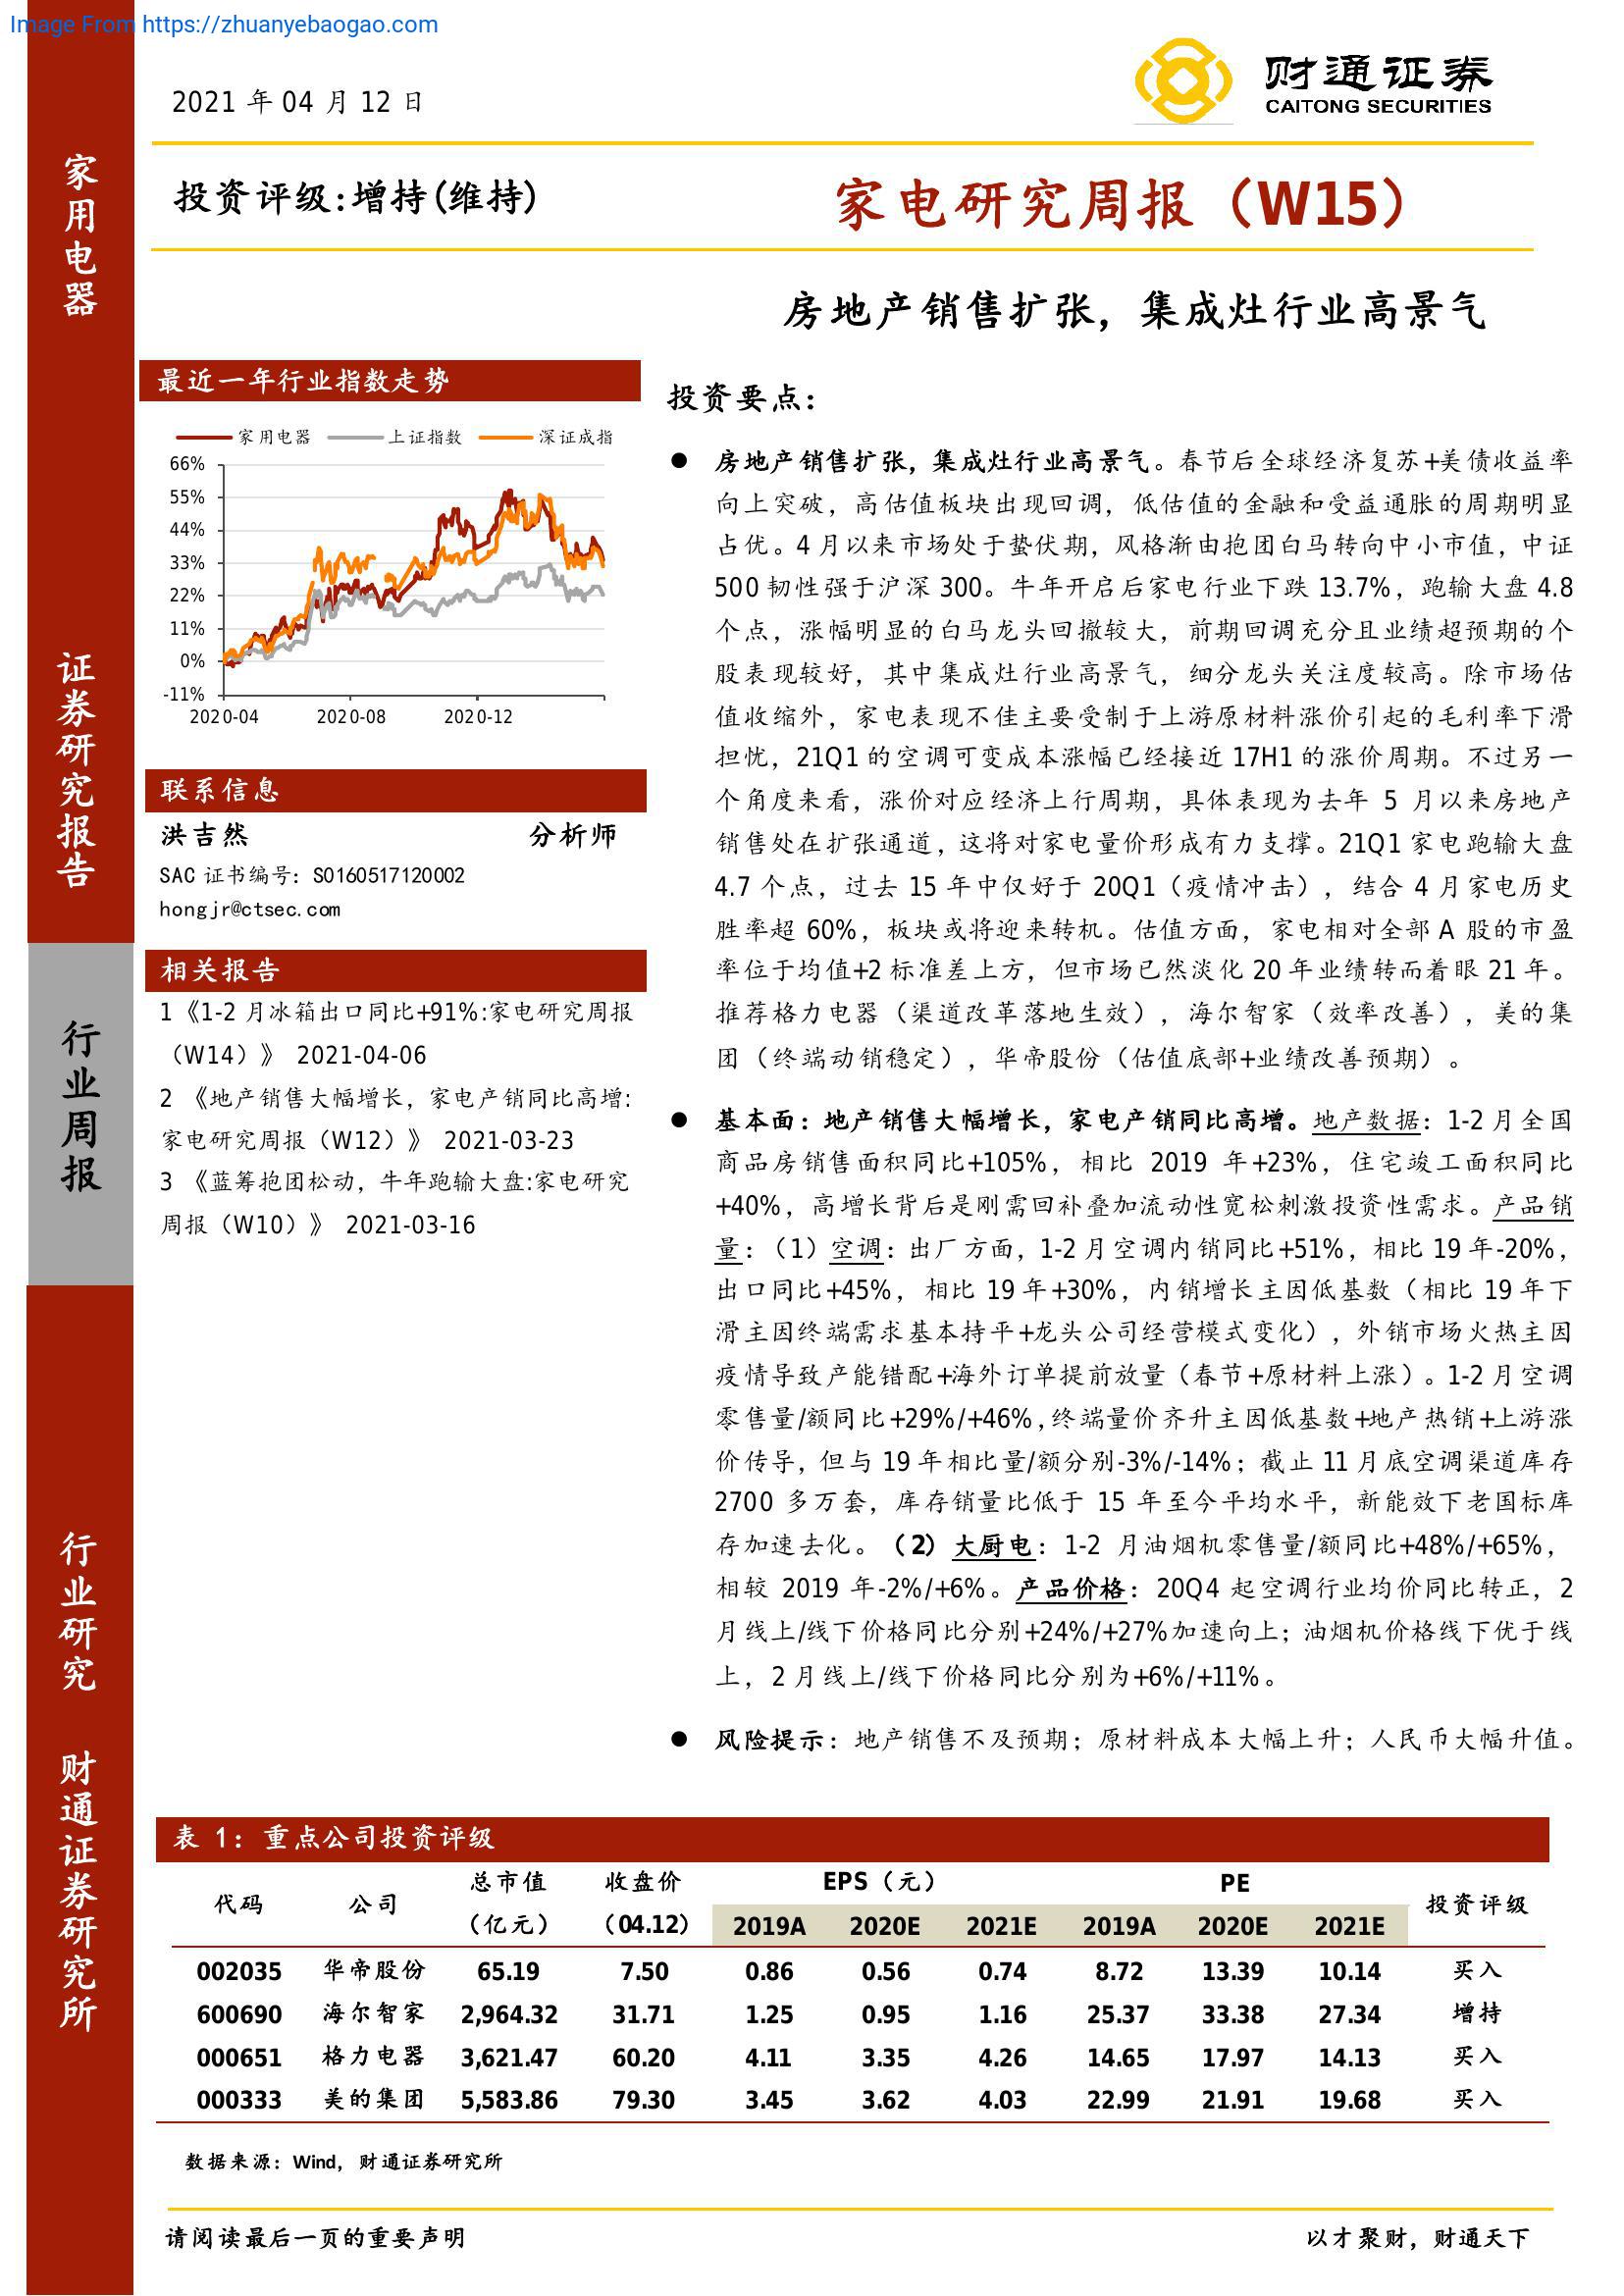 Image From https://zhuanyebaogao.com
2021 年 04 月 12 日
财通证券
CAITONG SECURITIES
投资评级:增持(维持)
家电研究周报（W15）
房地产销售扩张，集成灶行业高景气
家用电器
证券研究报告
行业周报
行业研究
财通证券研究所
最近一年行业指数走势
家用电器 上证指数 深证成指
66%
55%
44%
33%
22%
11%
0%
-11%
2020-04 2020-08 2020-12
联系信息
洪吉然 分析师
SAC 证书编号：S0160517120002
hongjr@ctsec.com
相关报告
1《1-2 月冰箱出口同比+91%:家电研究周报
（W14）》 2021-04-06
2 《地产销售大幅增长，家电产销同比高增:
家电研究周报（W12）》 2021-03-23
3 《蓝筹抱团松动，牛年跑输大盘:家电研究
周报（W10）》 2021-03-16
投资要点：
● 房地产销售扩张，集成灶行业高景气。春节后全球经济复苏+美债收益率
向上突破，高估值板块出现回调，低估值的金融和受益通胀的周期明显
占优。4 月以来市场处于蛰伏期，风格渐由抱团白马转向中小市值，中证
500 韧性强于沪深 300。牛年开启后家电行业下跌 13.7%，跑输大盘 4.8
个点，涨幅明显的白马龙头回撤较大，前期回调充分且业绩超预期的个
股表现较好，其中集成灶行业高景气，细分龙头关注度较高。除市场估
值收缩外，家电表现不佳主要受制于上游原材料涨价引起的毛利率下滑
担忧，21Q1 的空调可变成本涨幅已经接近 17H1 的涨价周期。不过另一
个角度来看，涨价对应经济上行周期，具体表现为去年 5 月以来房地产
销售处在扩张通道，这将对家电量价形成有力支撑。21Q1 家电跑输大盘
4.7 个点，过去 15 年中仅好于 20Q1（疫情冲击），结合 4 月家电历史
胜率超 60%，板块或将迎来转机。估值方面，家电相对全部 A 股的市盈
率位于均值+2 标准差上方，但市场已然淡化 20 年业绩转而着眼 21 年。
推荐格力电器（渠道改革落地生效），海尔智家（效率改善），美的集
团（终端动销稳定），华帝股份（估值底部+业绩改善预期）。
● 基本面：地产销售大幅增长，家电产销同比高增。地产数据：1-2 月全国
商品房销售面积同比+105%，相比 2019 年+23%，住宅竣工面积同比
+40%，高增长背后是刚需回补叠加流动性宽松刺激投资性需求。产品销
量：（1）空调：出厂方面，1-2 月空调内销同比+51%，相比 19 年-20%，
出口同比+45%，相比 19 年+30%，内销增长主因低基数（相比 19 年下
滑主因终端需求基本持平+龙头公司经营模式变化），外销市场火热主因
疫情导致产能错配+海外订单提前放量（春节+原材料上涨）。1-2 月空调
零售量/额同比+29%/+46%，终端量价齐升主因低基数+地产热销+上游涨
价传导，但与 19 年相比量/额分别-3%/-14%；截止 11 月底空调渠道库存
2700 多万套，库存销量比低于 15 年至今平均水平，新能效下老国标库
存加速去化。（2）大厨电：1-2 月油烟机零售量/额同比+48%/+65%，
相较 2019 年-2%/+6%。产品价格：20Q4 起空调行业均价同比转正，2
月线上/线下价格同比分别+24%/+27%加速向上；油烟机价格线下优于线
上，2 月线上/线下价格同比分别为+6%/+11%。
● 风险提示：地产销售不及预期；原材料成本大幅上升；人民币大幅升值。
表 1：重点公司投资评级
代码 公司 总市值（亿元） 收盘价（04.12） EPS（元） PE 投资评级
2019A 2020E 2021E 2019A 2020E 2021E
002035 华帝股份 65.19 7.50 0.86 0.56 0.74 8.72 13.39 10.14 买入
600690 海尔智家 2,964.32 31.71 1.25 0.95 1.16 25.37 33.38 27.34 增持
000651 格力电器 3,621.47 60.20 4.11 3.35 4.26 14.65 17.97 14.13 买入
000333 美的集团 5,583.86 79.30 3.45 3.62 4.03 22.99 21.91 19.68 买入
数据来源：Wind，财通证券研究所
请阅读最后一页的重要声明 以才聚财，财通天下